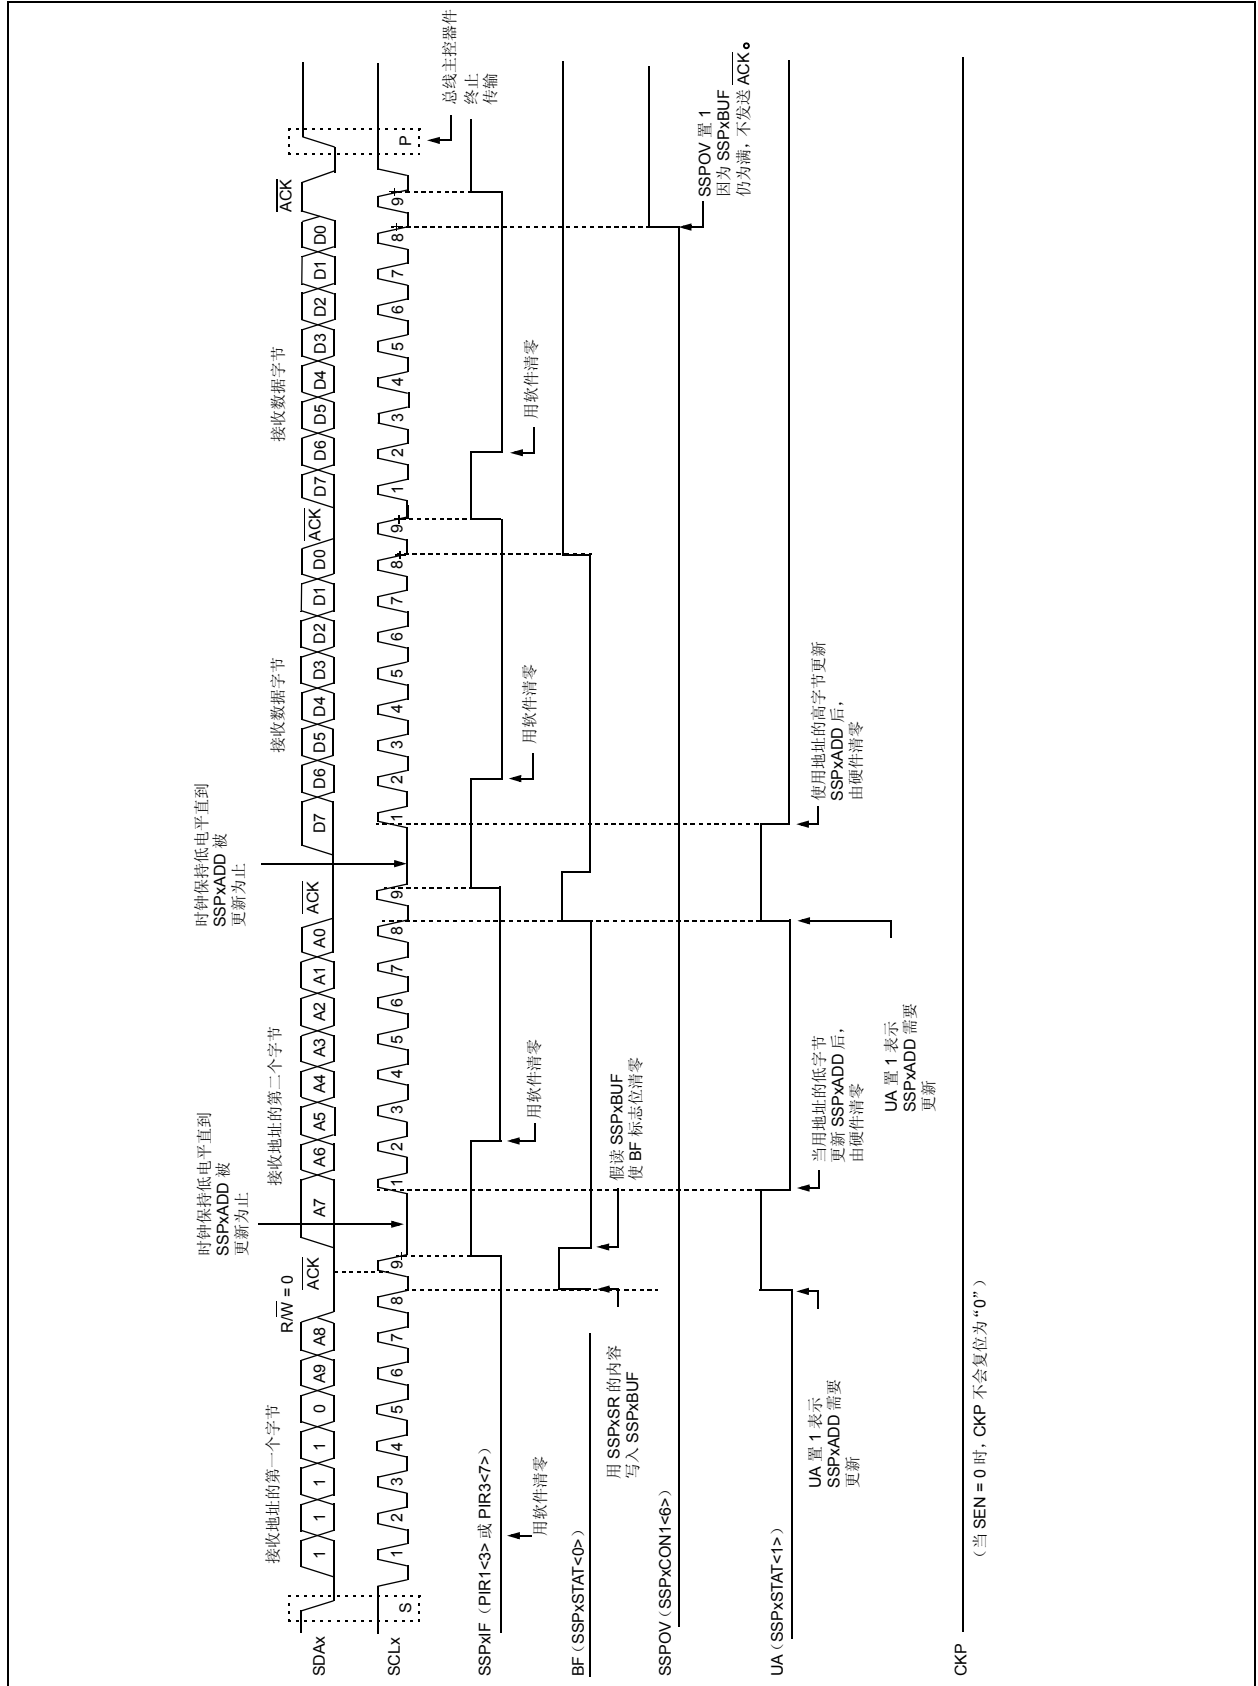 时钟保持低电平直到
SSPxADD 被
更新为止
时钟保持低电平直到
SSPxADD 被
更新为止
接收地址的第一个字节
R/W = 0
接收地址的第二个字节
接收数据字节
接收数据字节
ACK
SDAx 1 1 1 1 0 A9 A8 ACK A7 A6 A5 A4 A3 A2 A1 A0 ACK D7 D6 D5 D4 D3 D2 D1 D0 ACK D7 D6 D5 D4 D3 D2 D1 D0
SCLx S 1 2 3 4 5 6 7 8 9 1 2 3 4 5 6 7 8 9 1 2 3 4 5 6 7 8 9 1 2 3 4 5 6 7 8 9 P
总线主控器件
终止
传输
SSPxIF（PIR1<3> 或 PIR3<7>）
用软件清零
用软件清零
用软件清零
用软件清零
BF（SSPxSTAT<0>）
用 SSPxSR 的内容
写入 SSPxBUF
假读 SSPxBUF
使 BF 标志位清零
SSPOV（SSPxCON1<6>）
SSPOV 置 1
因为 SSPxBUF
仍为满，不发送 ACK。
UA（SSPxSTAT<1>）
UA 置 1 表示
SSPxADD 需要
更新
当用地址的低字节
更新 SSPxADD 后，
由硬件清零
UA 置 1 表示
SSPxADD 需要
更新
使用地址的高字节更新
SSPxADD 后，
由硬件清零
CKP
（当 SEN = 0 时，CKP 不会复位为“0”）